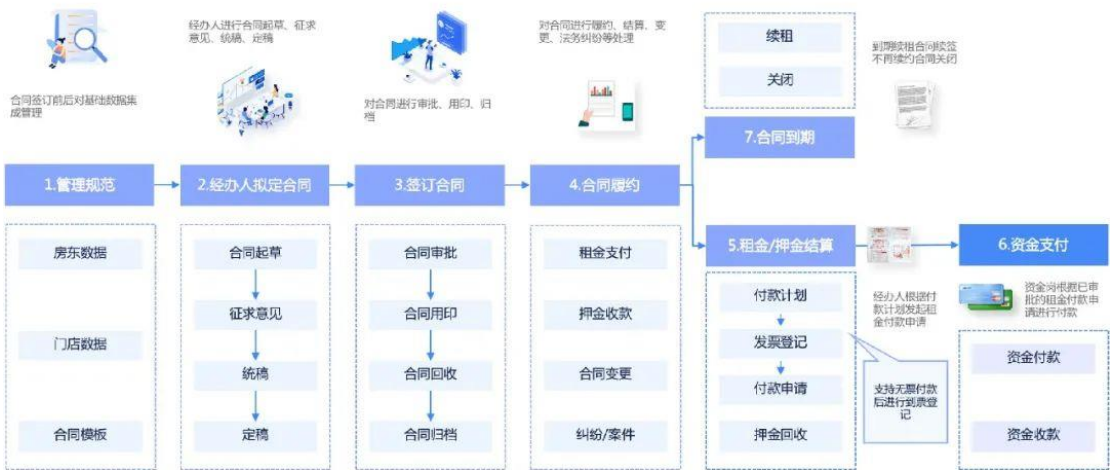 合同签订前后对基础数据集
成管理
经办人进行合同起草、征求
意见、统稿、定稿
对合同进行审批、用印、归
档
对合同进行履约、结算、变
更、法务纠纷等处理
续租
关闭
到期续租合同续签
不再续约合同关闭
7.合同到期
1.管理规范
2.经办人拟定合同
3.签订合同
4.合同履约
5.租金/押金结算
6.资金支付
房东数据
门店数据
合同模板
合同起草
征求意见
统稿
定稿
合同审批
合同用印
合同回收
合同归档
租金支付
押金收款
合同变更
纠纷/案件
付款计划
发票登记
付款申请
押金回收
经办人根据付
款计划发起租
金付款申请
支持无票付款
后进行到票登
记
资金岗根据已审
批的租金付款申
请进行付款
资金付款
资金收款